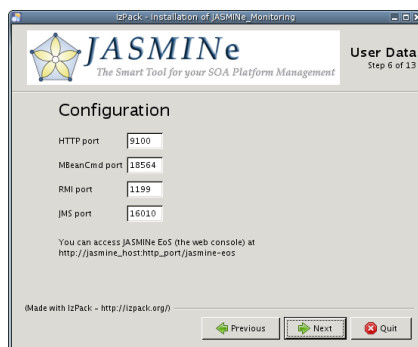 IzPack - Installation of JASMINe_Monitoring
JASMINe
The Smart Tool for your SOA Platform Management
User Data
Step 6 of 13
Configuration
HTTP port 9100
MBeanCmd port 18564
RMI port 1199
JMS port 16010
You can access JASMINe EoS (the web console) at
http://jasmine_host:http_port/jasmine-eos
(Made with IzPack - http://izpack.org/)
Previous Next Quit